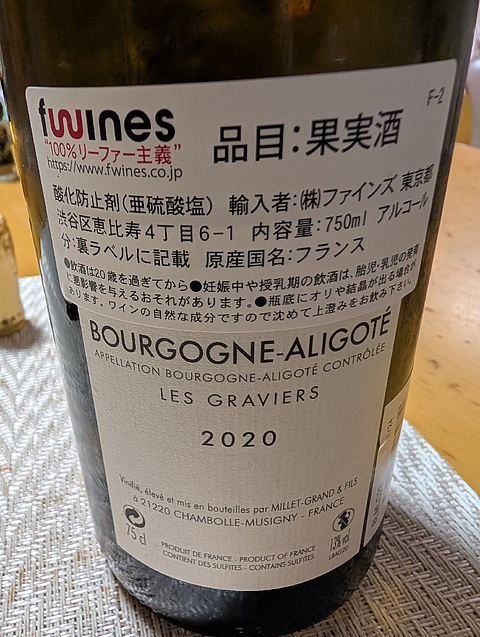 fwines
"100%リーファー主義"
https://www.fwines.co.jp
品目：果実酒
F-2
酸化防止剤（亜硫酸塩） 輸入者：㈱ファインズ 東京都
渋谷区恵比寿4丁目6-1 内容量：750ml アルコール
分：裏ラベルに記載 原産国名：フランス
●飲酒は20歳を過ぎてから●妊娠中や授乳期の飲酒は、胎児・乳児の発育
に悪影響を与えるおそれがあります。●瓶底にオリや結晶が出る場合が
あります。ワインの自然な成分ですので沈めて上澄みをお飲み下さい。
BOURGOGNE-ALIGOTÉ
APPELLATION BOURGOGNE-ALIGOTÉ CONTRÔLÉE
LES GRAVIERS
2020
Vinifié, élevé et mis en bouteilles par MILLET-GRAND & FILS
à 21220 CHAMBOLLE-MUSIGNY - FRANCE
75 cl
13% VOL
LBAG20
PRODUIT DE FRANCE - PRODUCT OF FRANCE
CONTIENT DES SULFITES - CONTAINS SULFITES